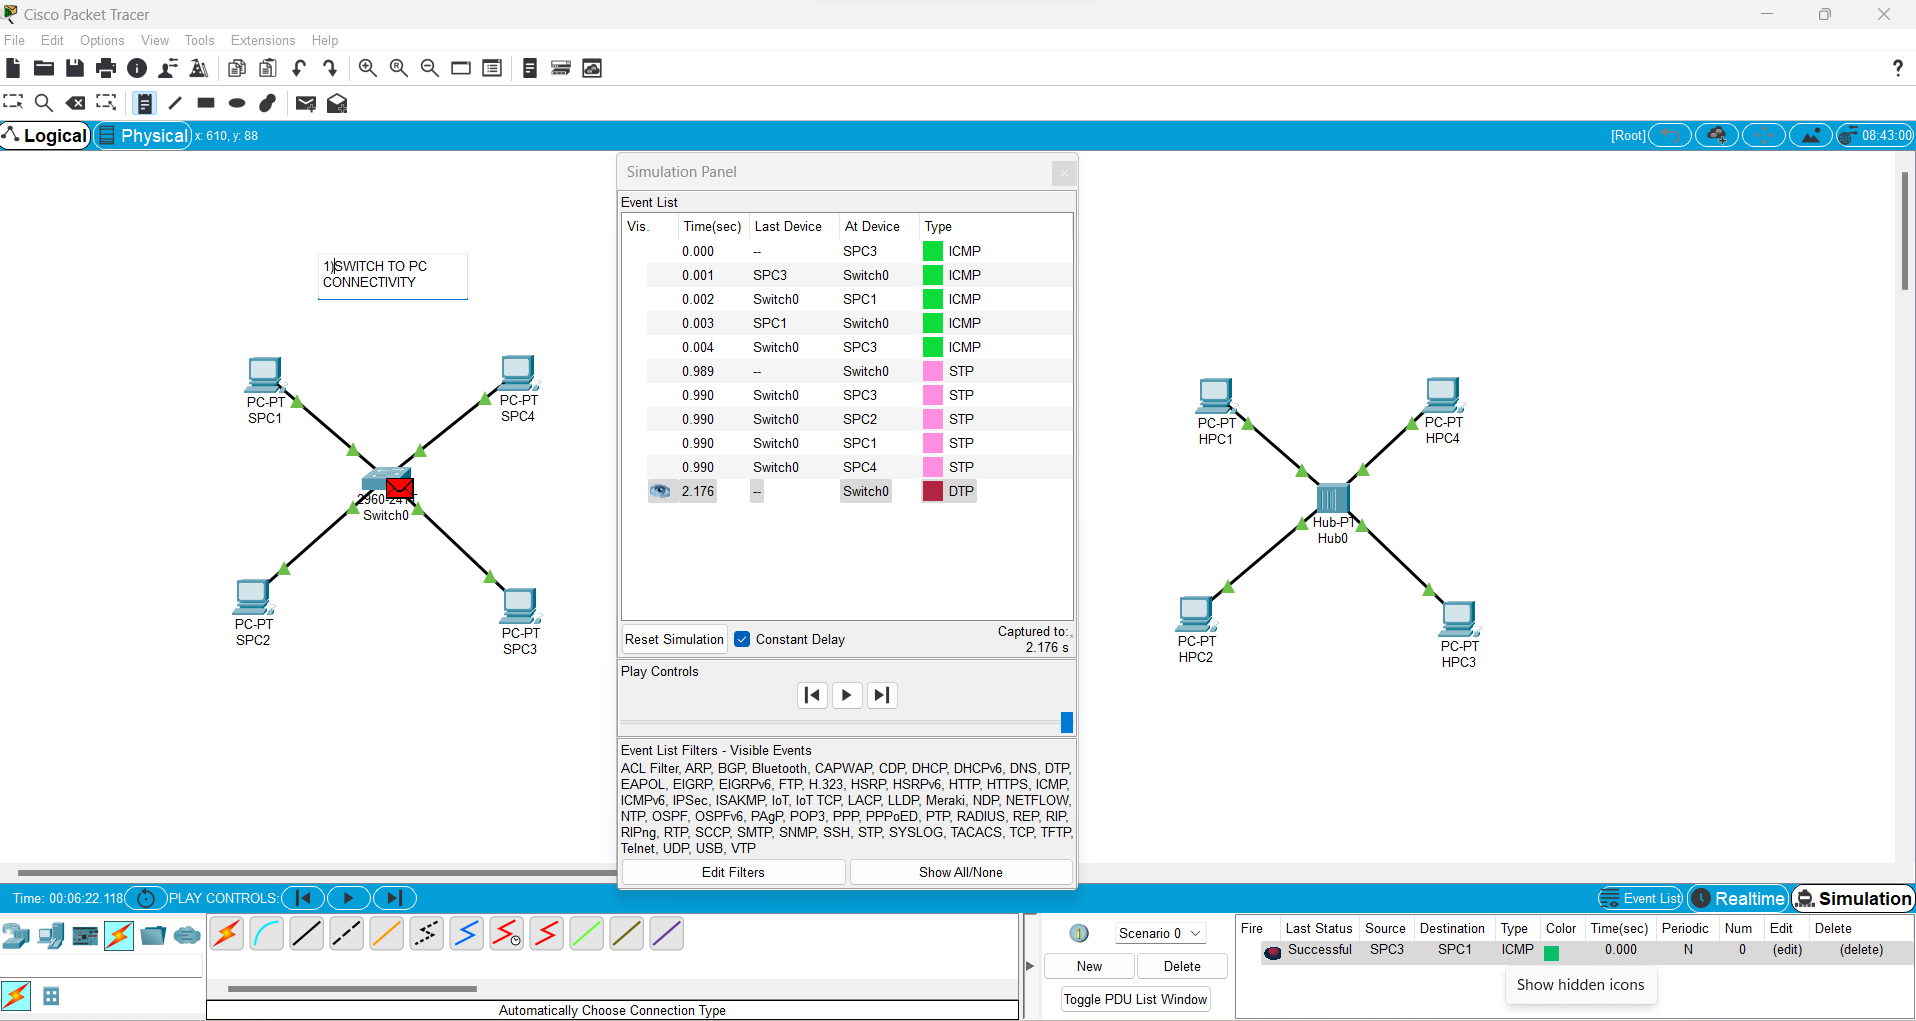 Cisco Packet Tracer
File Edit Options View Tools Extensions Help
?
Logical Physical x: 610, y: 88 [Root] 08:43:00
Simulation Panel
Event List
Vis. Time(sec) Last Device At Device Type
0.000 -- SPC3 ICMP
0.001 SPC3 Switch0 ICMP
0.002 Switch0 SPC1 ICMP
0.003 SPC1 Switch0 ICMP
0.004 Switch0 SPC3 ICMP
0.989 -- Switch0 STP
0.990 Switch0 SPC3 STP
0.990 Switch0 SPC2 STP
0.990 Switch0 SPC1 STP
0.990 Switch0 SPC4 STP
2.176 -- Switch0 DTP
Reset Simulation Constant Delay Captured to:
2.176 s
Play Controls
Event List Filters - Visible Events
ACL Filter, ARP, BGP, Bluetooth, CAPWAP, CDP, DHCP, DHCPv6, DNS, DTP,
EAPOL, EIGRP, EIGRPv6, FTP, H.323, HSRP, HSRPv6, HTTP, HTTPS, ICMP,
ICMPv6, IPSec, ISAKMP, IoT, IoT TCP, LACP, LLDP, Meraki, NDP, NETFLOW,
NTP, OSPF, OSPFv6, PAgP, POP3, PPP, PPPoED, PTP, RADIUS, REP, RIP,
RIPng, RTP, SCCP, SMTP, SNMP, SSH, STP, SYSLOG, TACACS, TCP, TFTP,
Telnet, UDP, USB, VTP
Edit Filters Show All/None
1)SWITCH TO PC
CONNECTIVITY
PC-PT
SPC1
PC-PT
SPC4
Switch0
PC-PT
SPC2
PC-PT
SPC3
PC-PT
HPC1
PC-PT
HPC4
Hub-PT
Hub0
PC-PT
HPC2
PC-PT
HPC3
Time: 00:06:22.118 PLAY CONTROLS: Event List Realtime Simulation
Automatically Choose Connection Type
Scenario 0
New Delete
Toggle PDU List Window
Fire Last Status Source Destination Type Color Time(sec) Periodic Num Edit Delete
Successful SPC3 SPC1 ICMP 0.000 N 0 (edit) (delete)
Show hidden icons